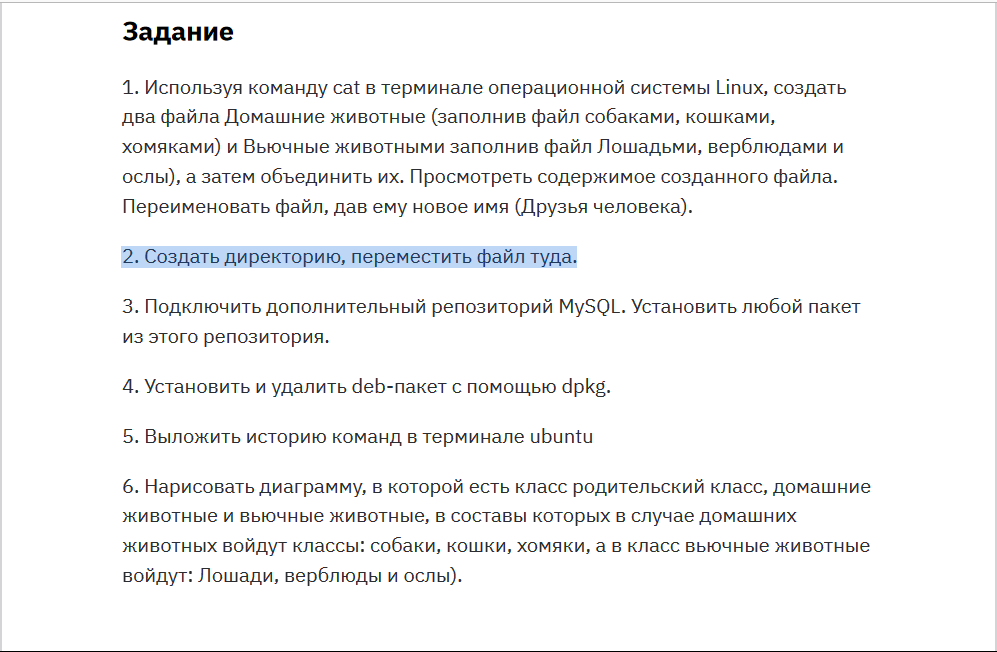 Задание
1. Используя команду cat в терминале операционной системы Linux, создать
два файла Домашние животные (заполнив файл собаками, кошками,
хомяками) и Вьючные животными заполнив файл Лошадьми, верблюдами и
ослы), а затем объединить их. Просмотреть содержимое созданного файла.
Переименовать файл, дав ему новое имя (Друзья человека).
2. Создать директорию, переместить файл туда.
3. Подключить дополнительный репозиторий MySQL. Установить любой пакет
из этого репозитория.
4. Установить и удалить deb-пакет с помощью dpkg.
5. Выложить историю команд в терминале ubuntu
6. Нарисовать диаграмму, в которой есть класс родительский класс, домашние
животные и вьючные животные, в составы которых в случае домашних
животных войдут классы: собаки, кошки, хомяки, а в класс вьючные животные
войдут: Лошади, верблюды и ослы).